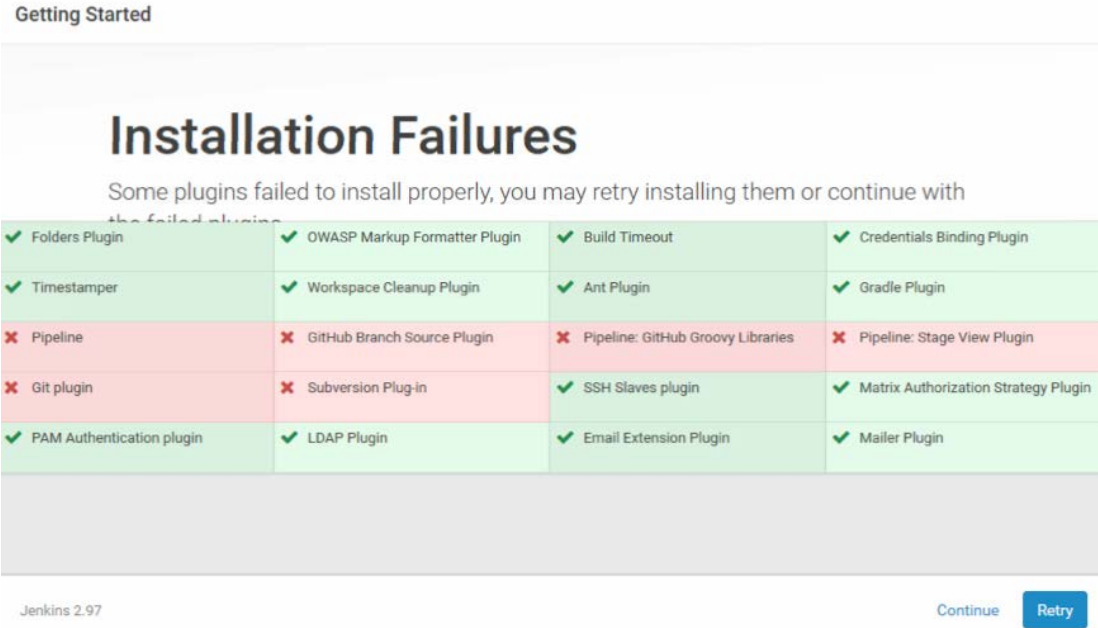 Getting Started
Installation Failures
Some plugins failed to install properly, you may retry installing them or continue with
the failed plugins
Folders Plugin OWASP Markup Formatter Plugin Build Timeout Credentials Binding Plugin
Timestamper Workspace Cleanup Plugin Ant Plugin Gradle Plugin
Pipeline GitHub Branch Source Plugin Pipeline: GitHub Groovy Libraries Pipeline: Stage View Plugin
Git plugin Subversion Plug-in SSH Slaves plugin Matrix Authorization Strategy Plugin
PAM Authentication plugin LDAP Plugin Email Extension Plugin Mailer Plugin
Jenkins 2.97 Continue Retry